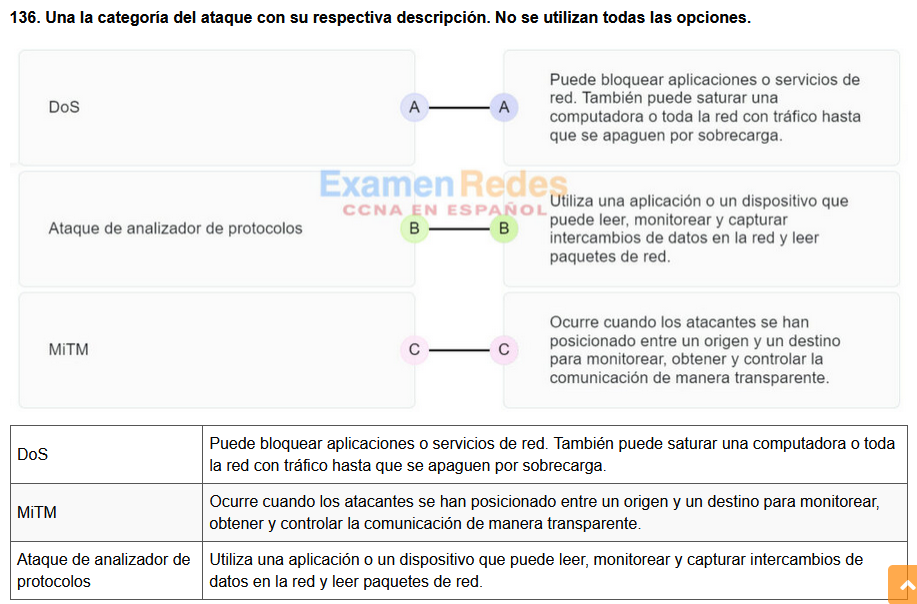 136. Una la categoría del ataque con su respectiva descripción. No se utilizan todas las opciones.
DoS
A
A
Puede bloquear aplicaciones o servicios de
red. También puede saturar una
computadora o toda la red con tráfico hasta
que se apaguen por sobrecarga.
Examen Redes
CCNA EN ESPAÑOL
Ataque de analizador de protocolos
B
B
Utiliza una aplicación o un dispositivo que
puede leer, monitorear y capturar
intercambios de datos en la red y leer
paquetes de red.
MiTM
C
C
Ocurre cuando los atacantes se han
posicionado entre un origen y un destino
para monitorear, obtener y controlar la
comunicación de manera transparente.
DoS
Puede bloquear aplicaciones o servicios de red. También puede saturar una computadora o toda
la red con tráfico hasta que se apaguen por sobrecarga.
MiTM
Ocurre cuando los atacantes se han posicionado entre un origen y un destino para monitorear,
obtener y controlar la comunicación de manera transparente.
Ataque de analizador de
protocolos
Utiliza una aplicación o un dispositivo que puede leer, monitorear y capturar intercambios de
datos en la red y leer paquetes de red.